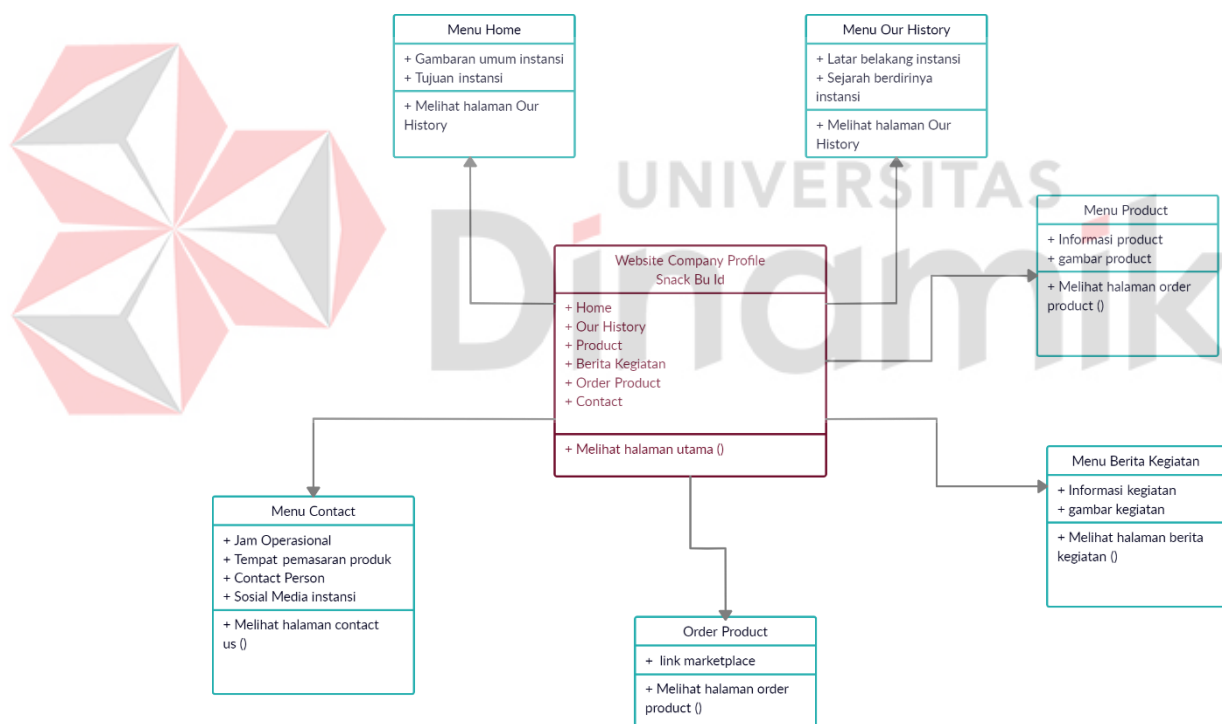 Menu Home
+ Gambaran umum instansi
+ Tujuan instansi
+ Melihat halaman Our
History
Menu Our History
+ Latar belakang instansi
+ Sejarah berdirinya
instansi
+ Melihat halaman Our
History
UNIVERSITAS
Dinamika
Menu Product
+ Informasi product
+ gambar product
+ Melihat halaman order
product ()
Website Company Profile
Snack Bu Id
+ Home
+ Our History
+ Product
+ Berita Kegiatan
+ Order Product
+ Contact
+ Melihat halaman utama ()
Menu Berita Kegiatan
+ Informasi kegiatan
+ gambar kegiatan
+ Melihat halaman berita
kegiatan ()
Menu Contact
+ Jam Operasional
+ Tempat pemasaran produk
+ Contact Person
+ Sosial Media instansi
+ Melihat halaman contact
us ()
Order Product
+ link marketplace
+ Melihat halaman order
product ()